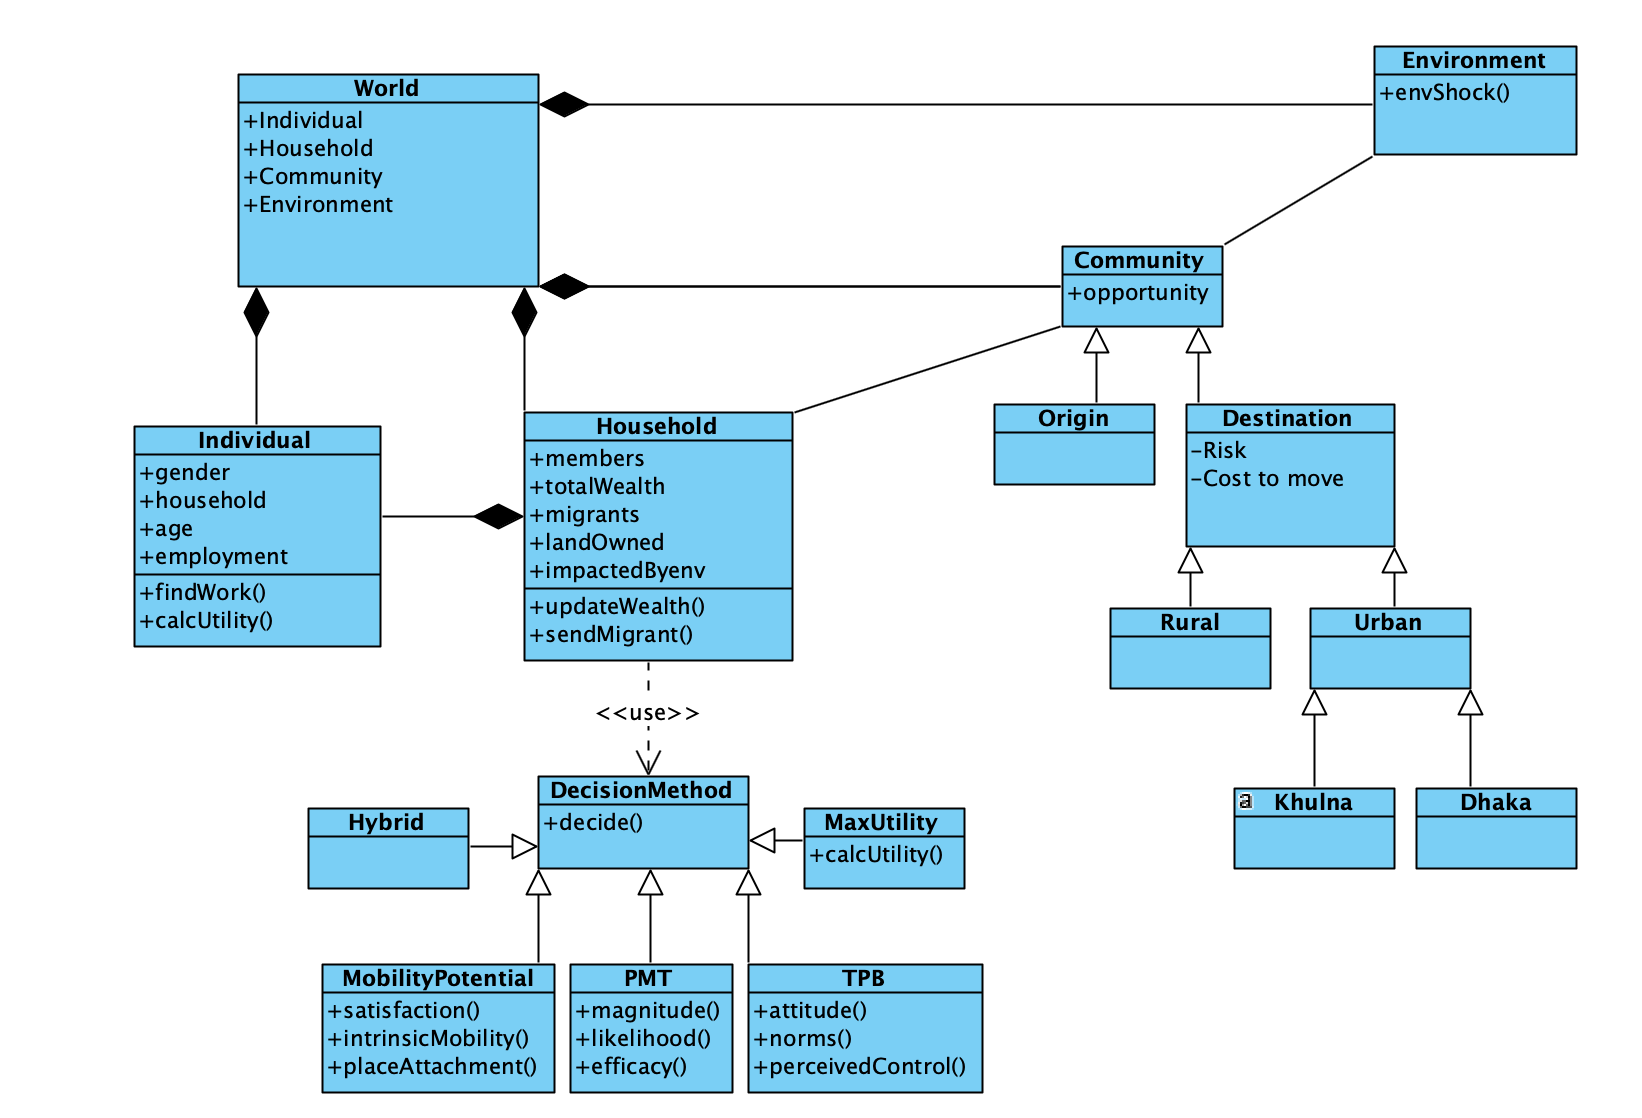 World
+Individual
+Household
+Community
+Environment
Environment
+envShock()
Community
+opportunity
Individual
+gender
+household
+age
+employment
+findWork()
+calcUtility()
Household
+members
+totalWealth
+migrants
+landOwned
+impactedByenv
+updateWealth()
+sendMigrant()
Origin
Destination
-Risk
-Cost to move
Rural
Urban
a Khulna
Dhaka
<<use>>
DecisionMethod
+decide()
Hybrid
MaxUtility
+calcUtility()
MobilityPotential
+satisfaction()
+intrinsicMobility()
+placeAttachment()
PMT
+magnitude()
+likelihood()
+efficacy()
TPB
+attitude()
+norms()
+perceivedControl()